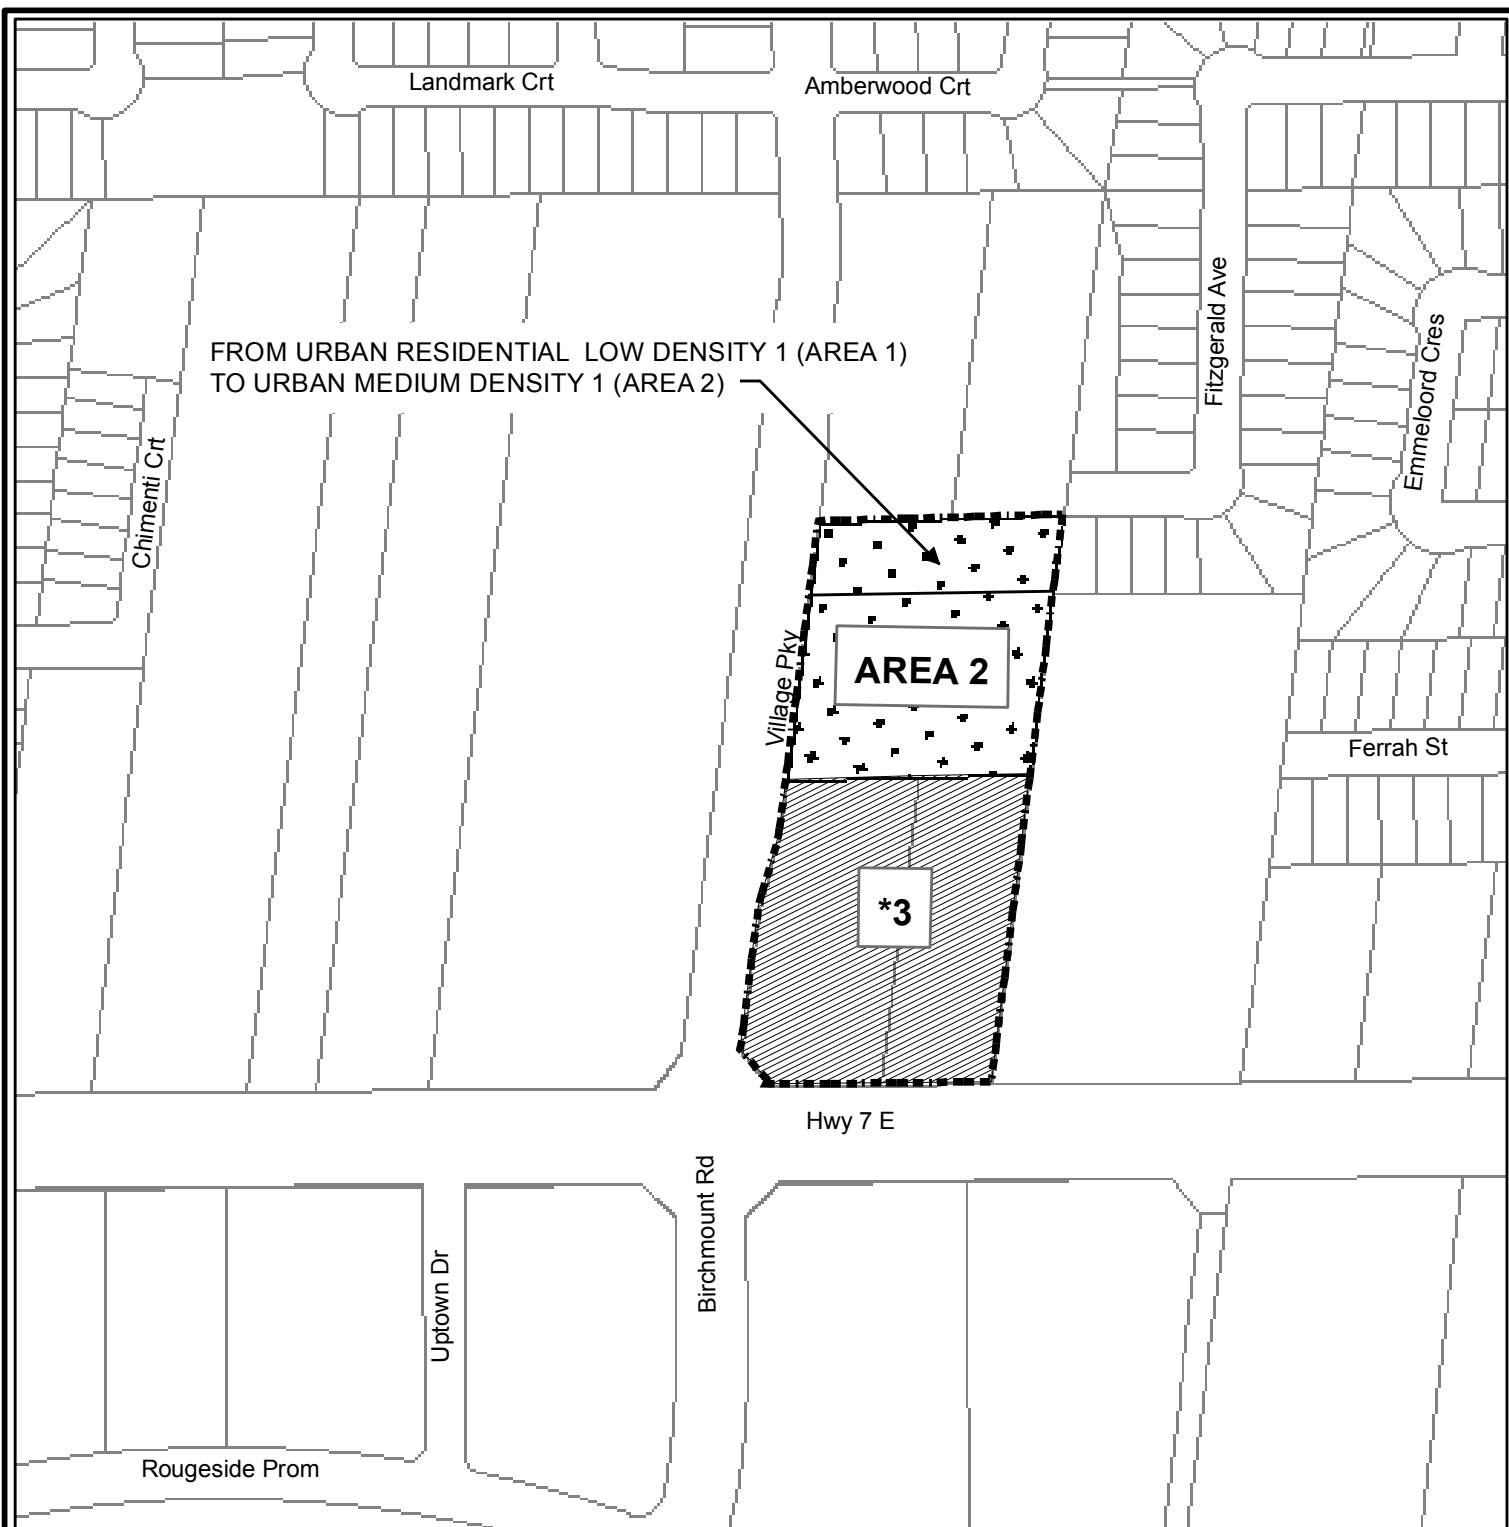 Landmark Crt
Amberwood Crt
Fitzgerald Ave
Emmeloord Cres
FROM URBAN RESIDENTIAL LOW DENSITY 1 (AREA 1)
TO URBAN MEDIUM DENSITY 1 (AREA 2)
Chimenti Crt
Village Pky
AREA 2
Ferrah St
*3
Hwy 7 E
Birchmount Rd
Uptown Dr
Rougeside Prom